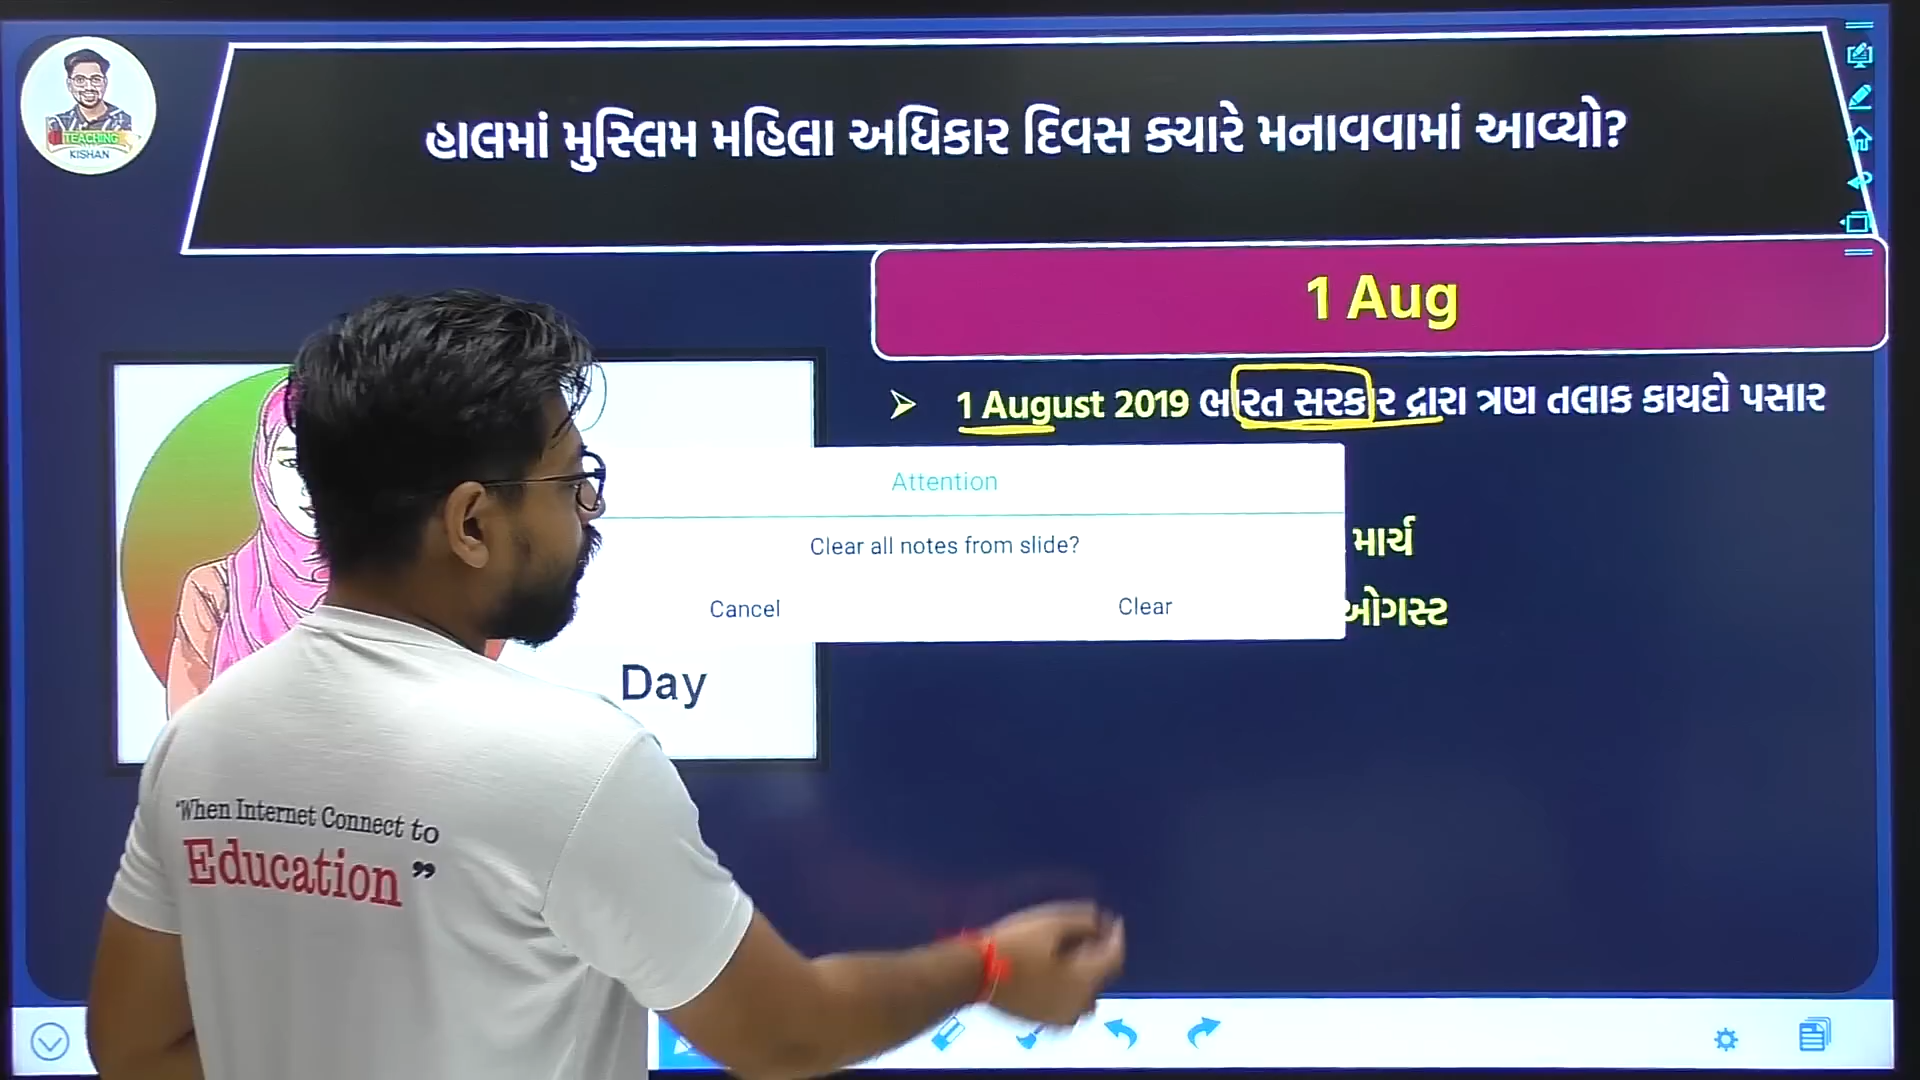 TEACHING
KISHAN
હાલમાં મુસ્લિમ મહિલા અધિકાર દિવસ ક્યારે મનાવવામાં આવ્યો?
1 Aug
1 August 2019 ભારત સરકાર દ્વારા ત્રણ તલાક કાયદો પસાર
Attention
Clear all notes from slide?
Cancel
Clear
માર્ચ
ઓગસ્ટ
Day
"When Internet Connect to
Education"